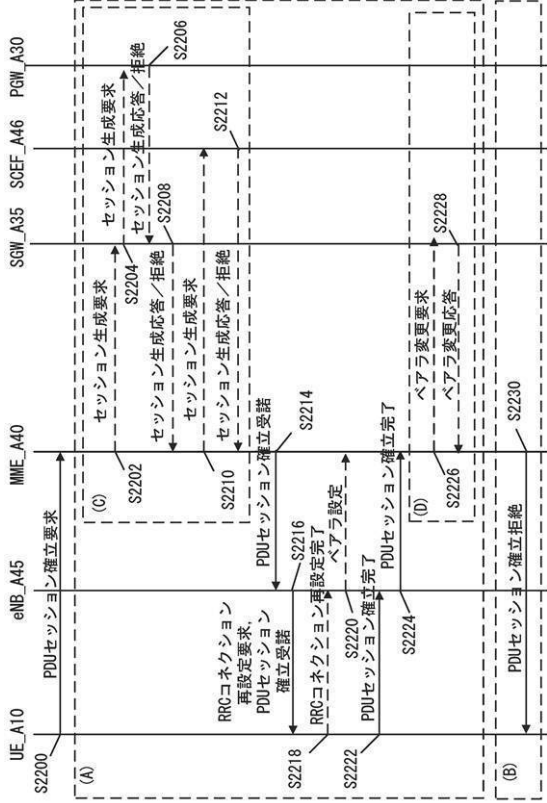 UE_A10
eNB_A45
MME_A40
SGW_A35
SCEF_A46
PGW_A30
S2200
PDUセッション確立要求
(A)
(C)
セッション生成要求
S2202
セッション生成要求
S2204
セッション生成応答/拒絶
S2206
セッション生成応答/拒絶
S2208
セッション生成要求
S2210
セッション生成応答/拒絶
S2212
PDUセッション確立受諾
S2214
RRCコネクション
再設定要求,
PDUセッション
確立受諾
S2216
RRCコネクション再設定完了
S2218
ベアラ設定
S2220
PDUセッション確立完了
S2222
PDUセッション確立完了
S2224
(D)
ベアラ変更要求
S2226
ベアラ変更応答
S2228
(B)
PDUセッション確立拒絶
S2230